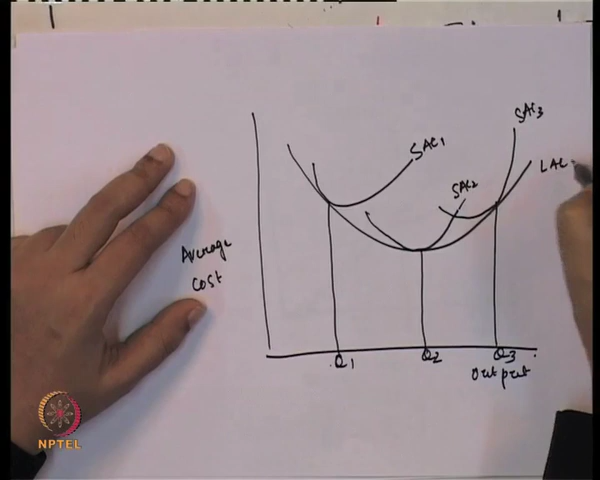 SAC3
SAC1
LAC
SAC2
Average
Cost
Q1
Q2
Q3
Output
NPTEL